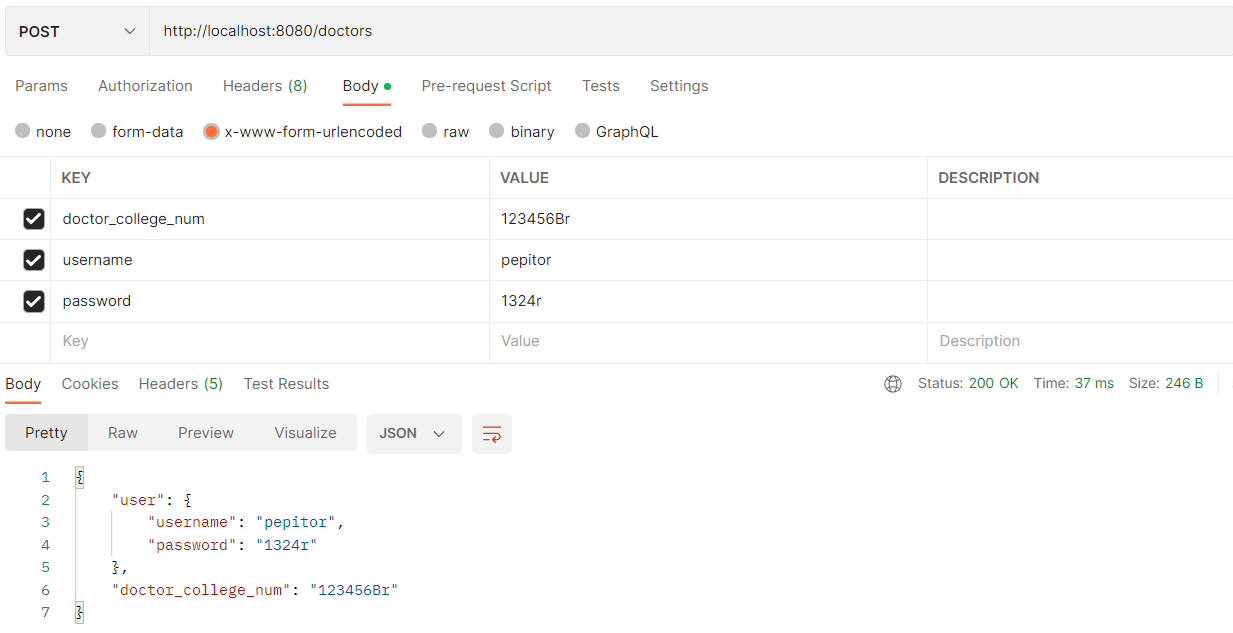 POST http://localhost:8080/doctors
Params Authorization Headers (8) Body Pre-request Script Tests Settings
none form-data x-www-form-urlencoded raw binary GraphQL
KEY VALUE DESCRIPTION
doctor_college_num 123456Br
username pepitor
password 1324r
Key Value Description
Body Cookies Headers (5) Test Results Status: 200 OK Time: 37 ms Size: 246 B
Pretty Raw Preview Visualize JSON
1 {
2 "user": {
3 "username": "pepitor",
4 "password": "1324r"
5 },
6 "doctor_college_num": "123456Br"
7 }